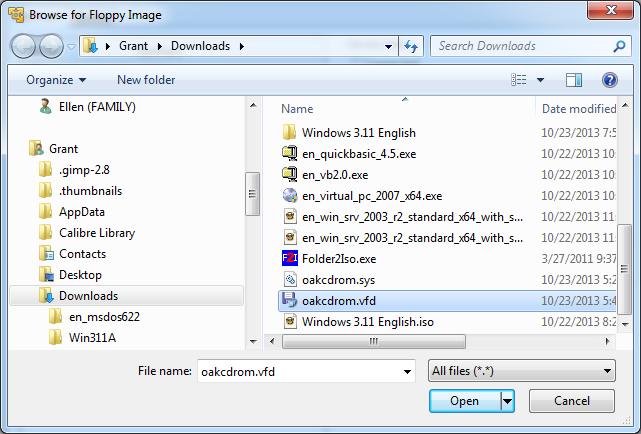 Browse for Floppy Image
Grant Downloads
Search Downloads
Organize New folder
Ellen (FAMILY)
Grant
.gimp-2.8
.thumbnails
AppData
Calibre Library
Contacts
Desktop
Downloads
en_msdos622
Win311A
Name Date modified
Windows 3.11 English 10/23/2013 7:5
en_quickbasic_4.5.exe 10/22/2013 10:
en_vb2.0.exe 10/22/2013 10:
en_virtual_pc_2007_x64.exe 10/22/2013 10:
en_win_srv_2003_r2_standard_x64_with_s... 10/22/2013 11:
en_win_srv_2003_r2_standard_x64_with_s... 10/22/2013 11:
F2I Folder2Iso.exe 3/27/2011 9:37
oakcdrom.sys 10/23/2013 5:2
oakcdrom.vfd 10/23/2013 5:4
Windows 3.11 English.iso 10/22/2013 8:2
File name: oakcdrom.vfd All files (*.*)
Open Cancel